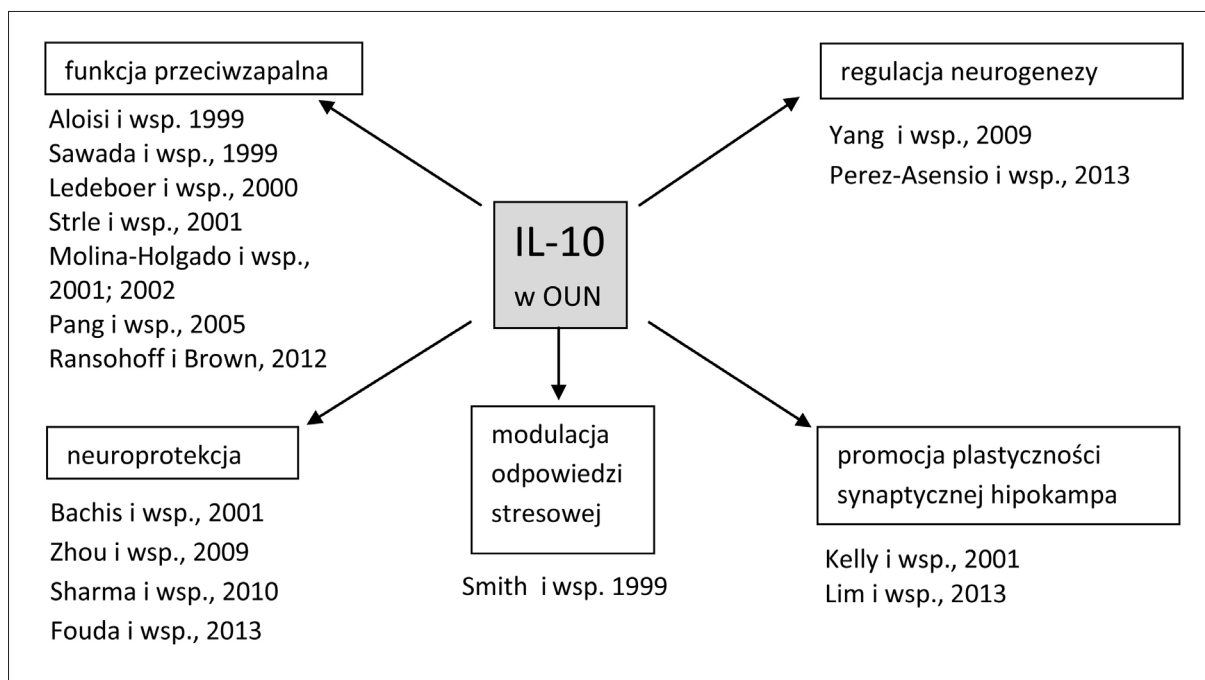 funkcja przeciwzapalna
Aloisi i wsp. 1999
Sawada i wsp., 1999
Ledeboer i wsp., 2000
Strle i wsp., 2001
Molina-Holgado i wsp.,
2001; 2002
Pang i wsp., 2005
Ransohoff i Brown, 2012
regulacja neurogenezy
Yang i wsp., 2009
Perez-Asensio i wsp., 2013
IL-10
w OUN
neuroprotekcja
Bachis i wsp., 2001
Zhou i wsp., 2009
Sharma i wsp., 2010
Fouda i wsp., 2013
modulacja
odpowiedzi
stresowej
Smith i wsp. 1999
promocja plastyczności
synaptycznej hipokampa
Kelly i wsp., 2001
Lim i wsp., 2013